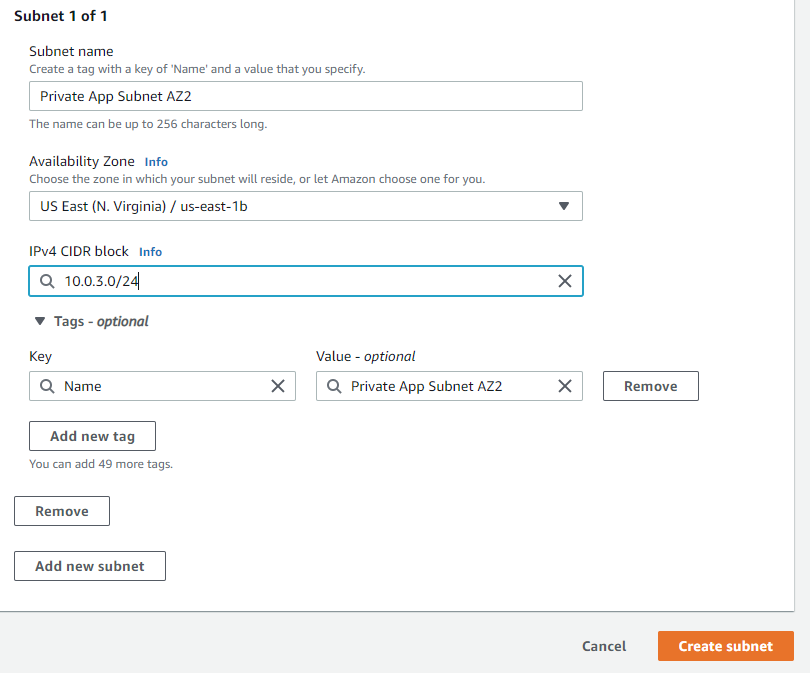 Subnet 1 of 1
Subnet name
Create a tag with a key of 'Name' and a value that you specify.
Private App Subnet AZ2
The name can be up to 256 characters long.
Availability Zone Info
Choose the zone in which your subnet will reside, or let Amazon choose one for you.
US East (N. Virginia) / us-east-1b
IPv4 CIDR block Info
10.0.3.0/24
Tags - optional
Key Value - optional
Name Private App Subnet AZ2 Remove
Add new tag
You can add 49 more tags.
Remove
Add new subnet
Cancel Create subnet